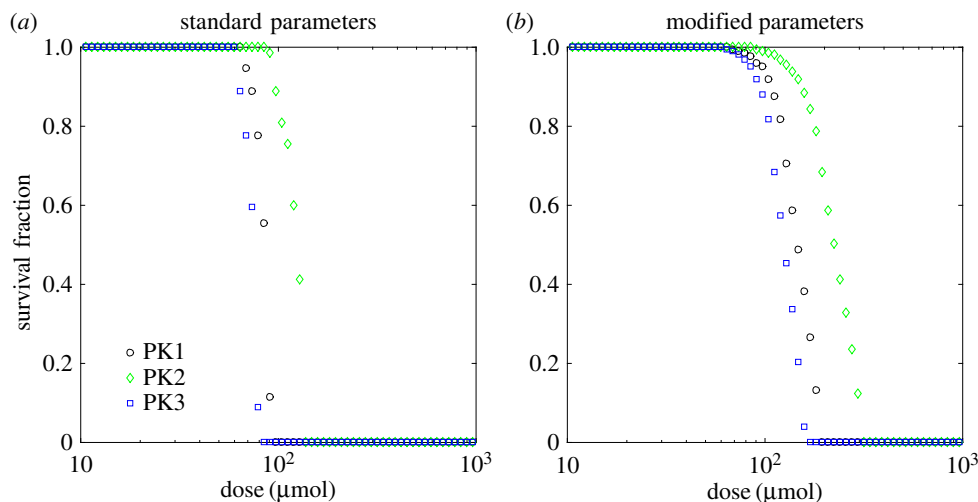 (a) standard parameters
1.0
0.8
0.6
0.4
0.2
0
survival fraction
PK1
PK2
PK3
10 10² 10³
dose (µmol)
(b) modified parameters
1.0
0.8
0.6
0.4
0.2
0
10 10² 10³
dose (µmol)